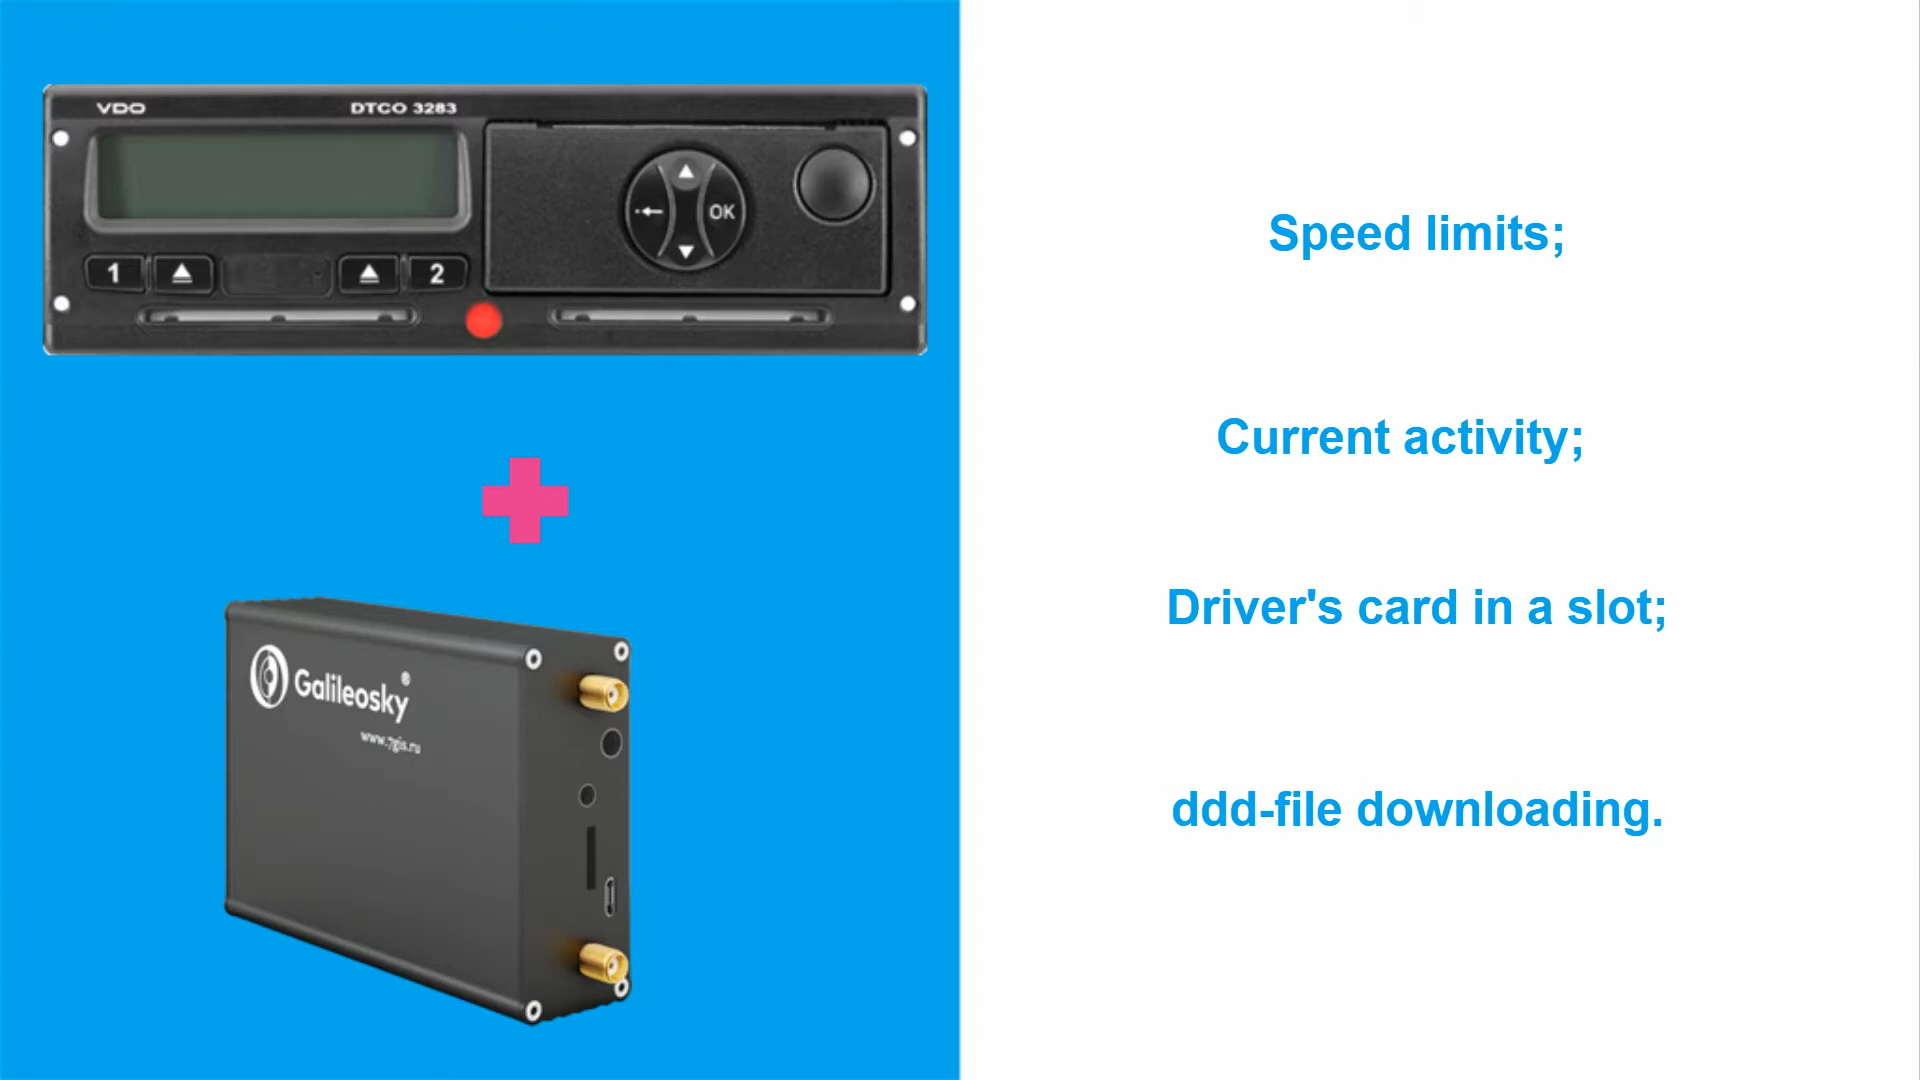 VDO
DTCO 3283
OK
1
2
Galileosky®
www.7gis.ru
Speed limits;
Current activity;
Driver's card in a slot;
ddd-file downloading.